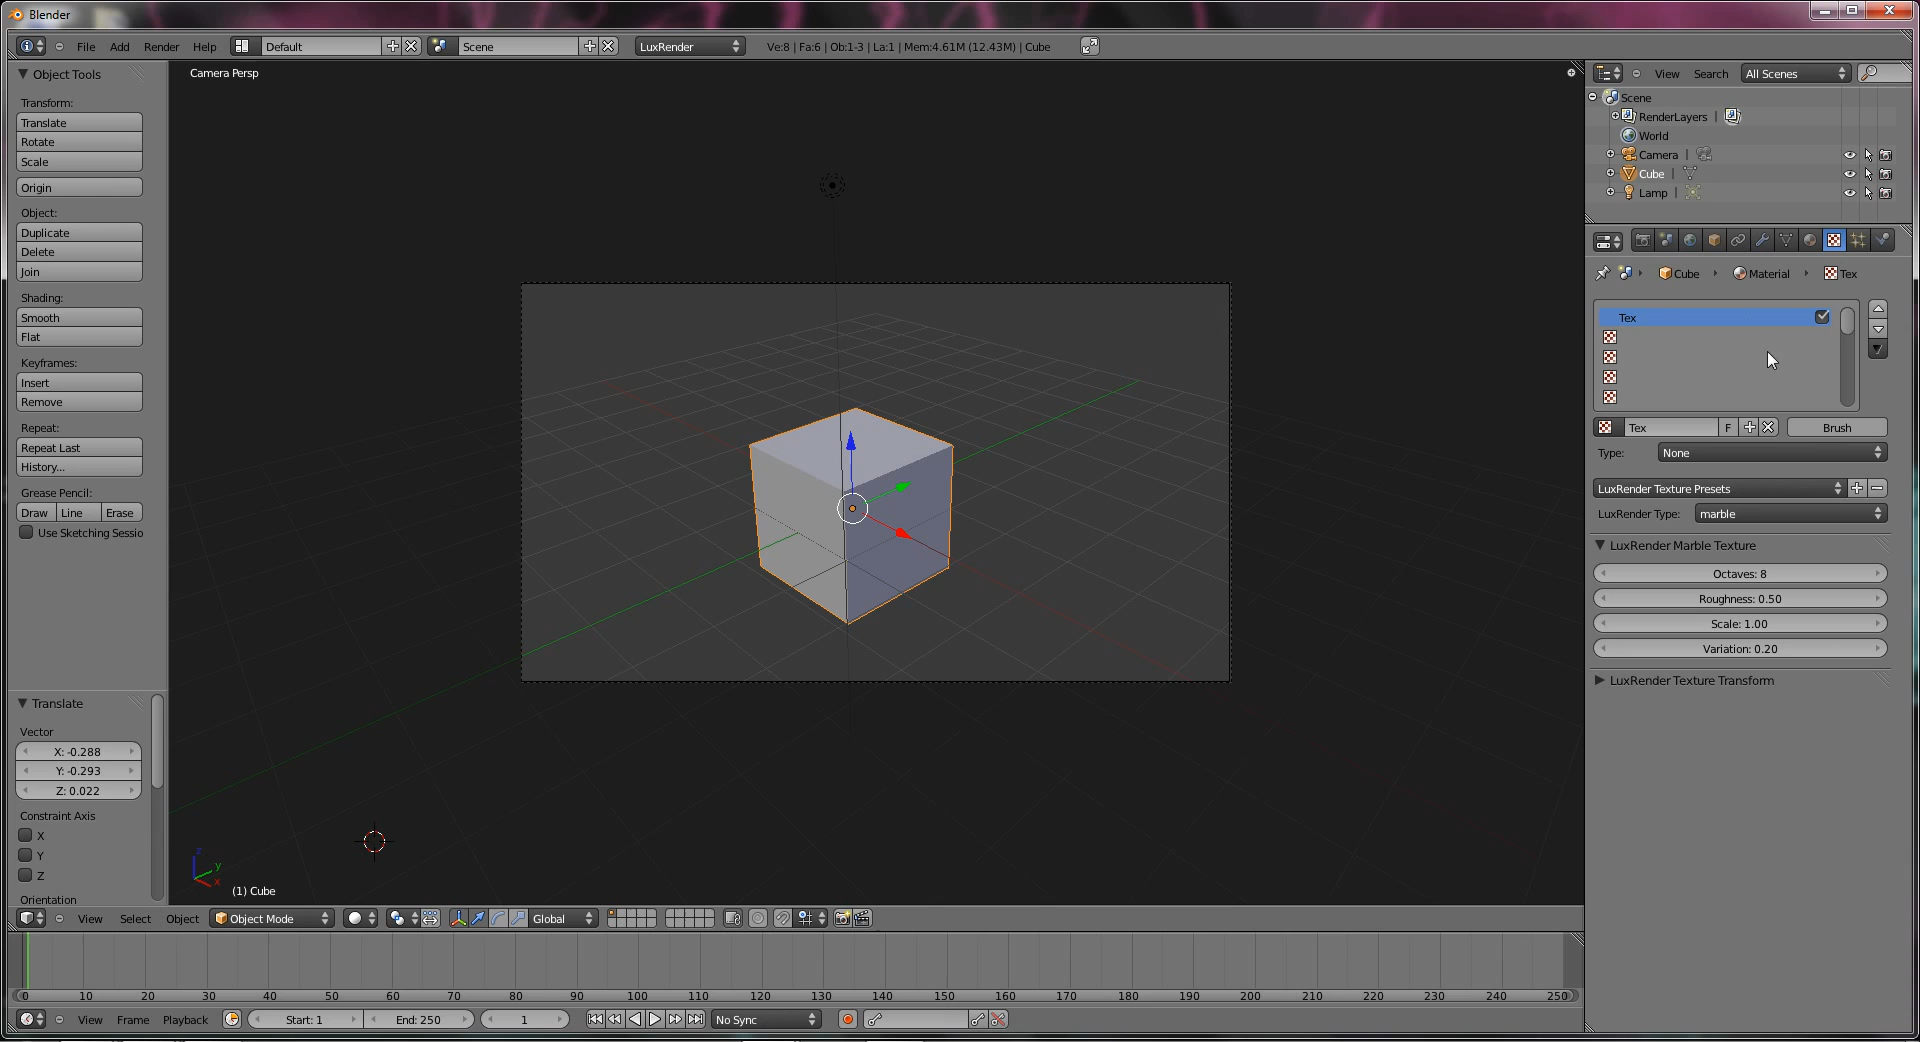 Blender
File Add Render Help Default Scene LuxRender Ve:8 | Fa:6 | Ob:1-3 | La:1 | Mem:4.61M (12.43M) | Cube
Object Tools
Transform:
Translate
Rotate
Scale
Origin
Object:
Duplicate
Delete
Join
Shading:
Smooth
Flat
Keyframes:
Insert
Remove
Repeat:
Repeat Last
History...
Grease Pencil:
Draw Line Erase
Use Sketching Sessio
Translate
Vector
X: -0.288
Y: -0.293
Z: 0.022
Constraint Axis
X
Y
Z
Orientation
Camera Persp
z
y
x
(1) Cube
View Select Object Object Mode Global
0 10 20 30 40 50 60 70 80 90 100 110 120 130 140 150 160 170 180 190 200 210 220 230 240 250
View Frame Playback Start: 1 End: 250 1 No Sync
View Search All Scenes
Scene
RenderLayers |
World
Camera |
Cube |
Lamp |
Cube Material Tex
Tex
Tex F Brush
Type: None
LuxRender Texture Presets
LuxRender Type: marble
LuxRender Marble Texture
Octaves: 8
Roughness: 0.50
Scale: 1.00
Variation: 0.20
LuxRender Texture Transform